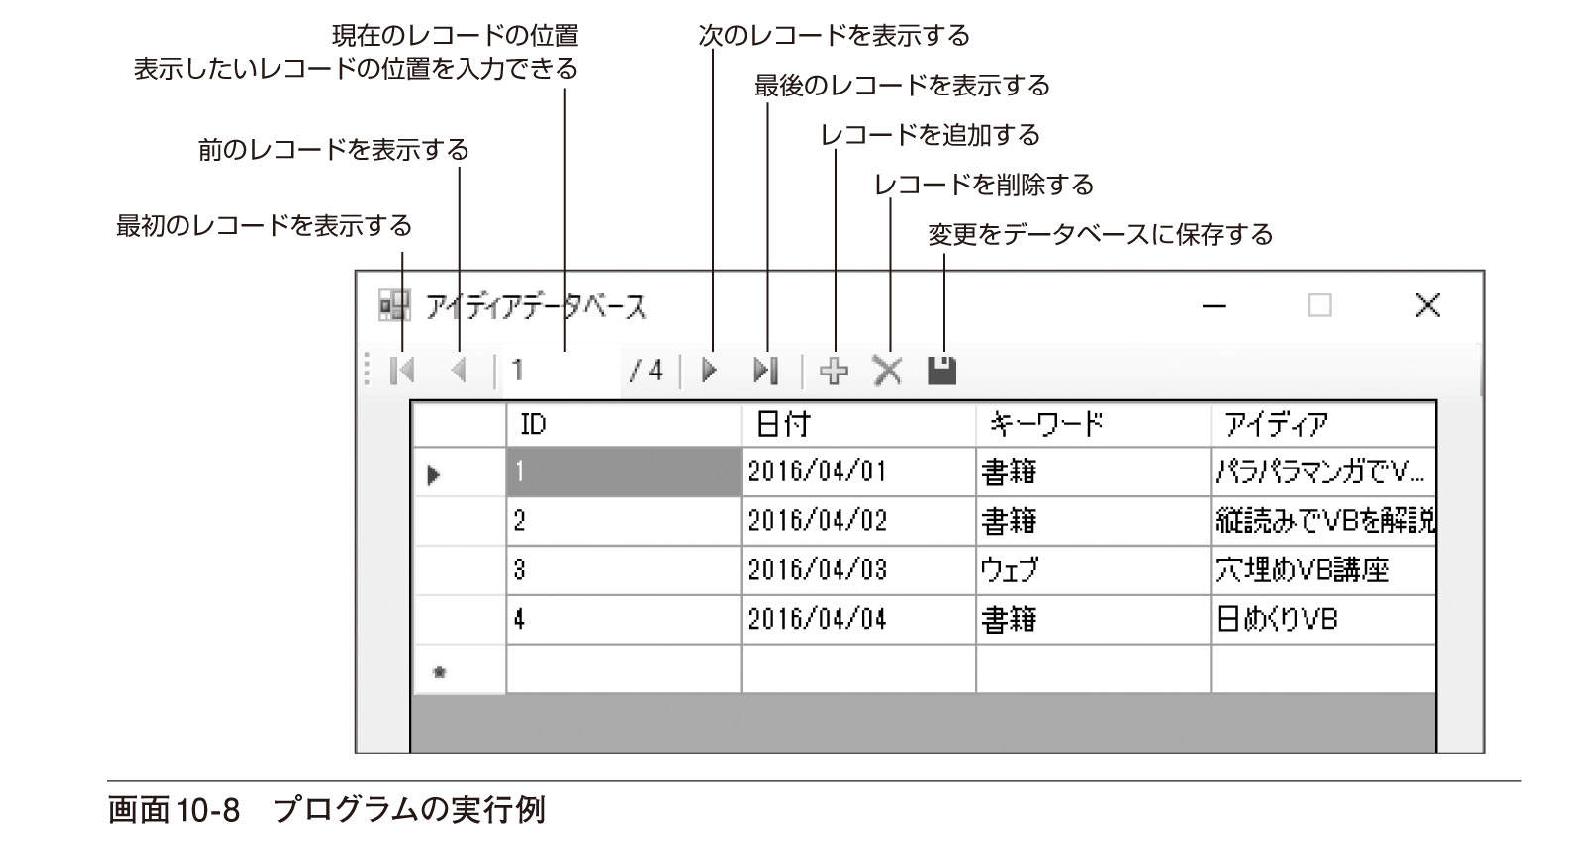 現在のレコードの位置
表示したいレコードの位置を入力できる
次のレコードを表示する
最後のレコードを表示する
レコードを追加する
前のレコードを表示する
レコードを削除する
最初のレコードを表示する
変更をデータベースに保存する
アイディアデータベース
1 / 4
ID 日付 キーワード アイディア
1 2016/04/01 書籍 パラパラマンガでV...
2 2016/04/02 書籍 縦読みでVBを解説
3 2016/04/03 ウェブ 穴埋めVB講座
4 2016/04/04 書籍 日めくりVB
画面10-8 プログラムの実行例